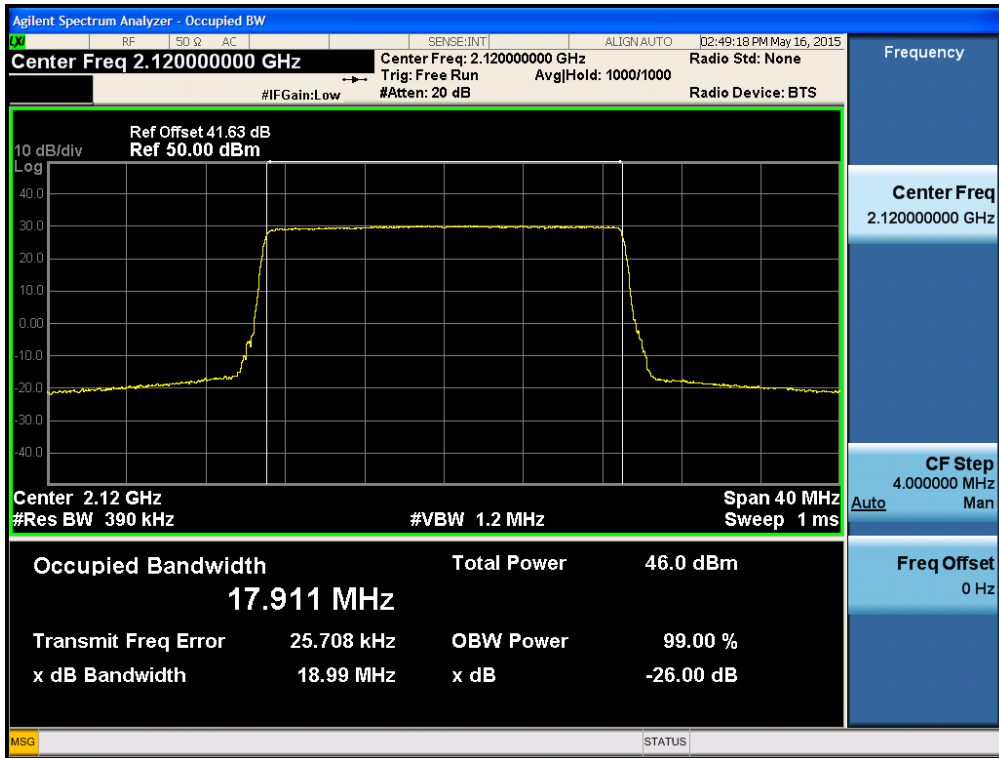 Agilent Spectrum Analyzer - Occupied BW
LXI RF 50 Ω AC SENSE:INT ALIGN AUTO 02:49:18 PM May 16, 2015
Center Freq 2.120000000 GHz
Center Freq: 2.120000000 GHz
Radio Std: None
Trig: Free Run Avg|Hold: 1000/1000
#IFGain:Low
#Atten: 20 dB
Radio Device: BTS
Ref Offset 41.63 dB
10 dB/div Ref 50.00 dBm
Log
40.0
30.0
20.0
10.0
0.00
-10.0
-20.0
-30.0
-40.0
Center 2.12 GHz Span 40 MHz
#Res BW 390 kHz #VBW 1.2 MHz Sweep 1 ms
Occupied Bandwidth Total Power 46.0 dBm
17.911 MHz
Transmit Freq Error 25.708 kHz OBW Power 99.00 %
x dB Bandwidth 18.99 MHz x dB -26.00 dB
MSG STATUS
Frequency
Center Freq
2.120000000 GHz
CF Step
4.000000 MHz
Auto Man
Freq Offset
0 Hz